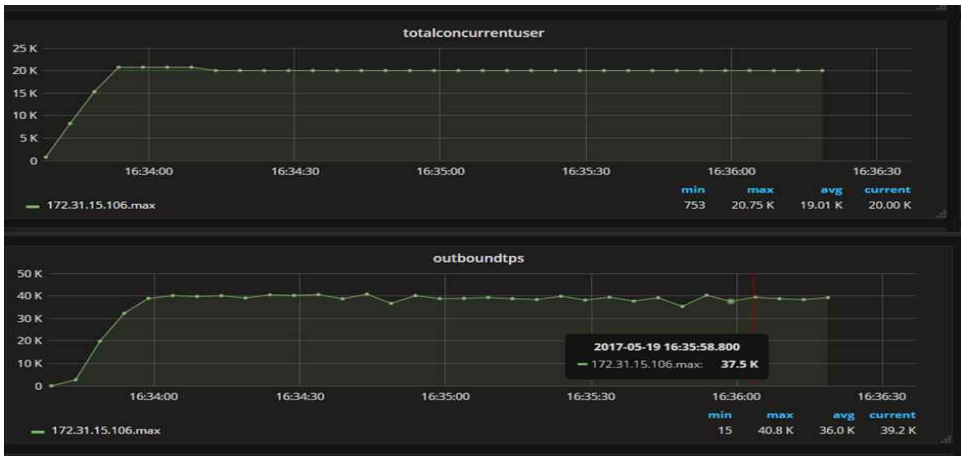 totalconcurrentuser
25 K
20 K
15 K
10 K
5 K
0
16:34:00 16:34:30 16:35:00 16:35:30 16:36:00 16:36:30
min max avg current
172.31.15.106.max 753 20.75 K 19.01 K 20.00 K
outboundtps
50 K
40 K
30 K
20 K
10 K
0
2017-05-19 16:35:58.800
172.31.15.106.max: 37.5 K
16:34:00 16:34:30 16:35:00 16:35:30 16:36:00 16:36:30
min max avg current
172.31.15.106.max 15 40.8 K 36.0 K 39.2 K